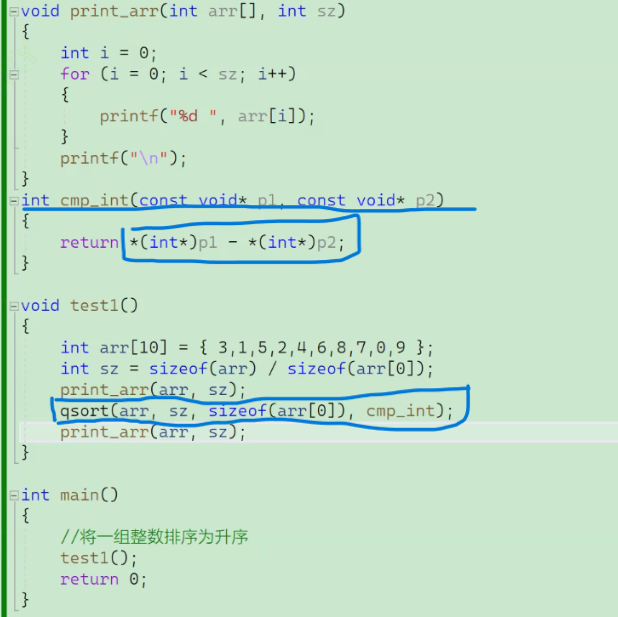 void print_arr(int arr[], int sz)
{
    int i = 0;
    for (i = 0; i < sz; i++)
    {
        printf("%d ", arr[i]);
    }
    printf("\n");
}
int cmp_int(const void* p1, const void* p2)
{
    return *(int*)p1 - *(int*)p2;
}
void test1()
{
    int arr[10] = { 3,1,5,2,4,6,8,7,0,9 };
    int sz = sizeof(arr) / sizeof(arr[0]);
    print_arr(arr, sz);
    qsort(arr, sz, sizeof(arr[0]), cmp_int);
    print_arr(arr, sz);
}
int main()
{
    //将一组整数排序为升序
    test1();
    return 0;
}